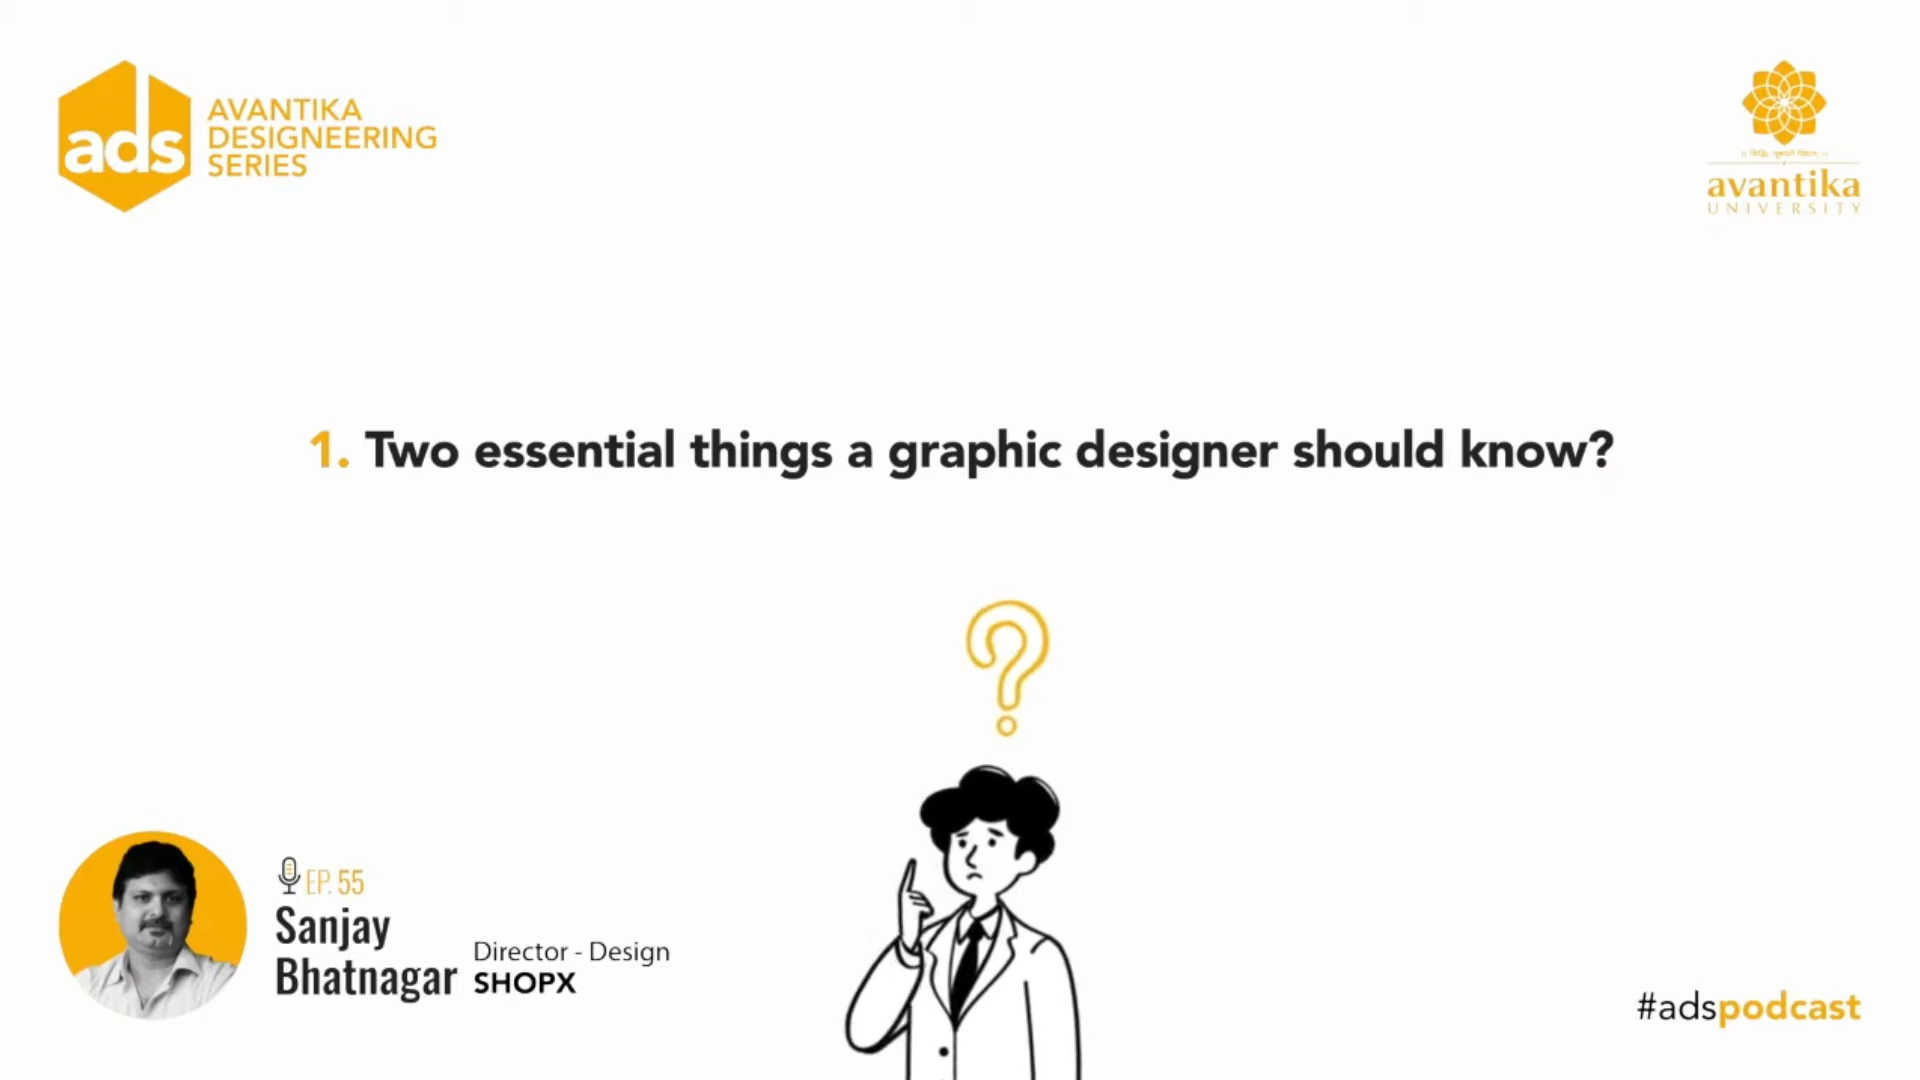 ads
AVANTIKA
DESIGNEERING
SERIES
avantika
UNIVERSITY
1. Two essential things a graphic designer should know?
?
EP. 55
Sanjay
Bhatnagar
Director - Design
SHOPX
#adspodcast